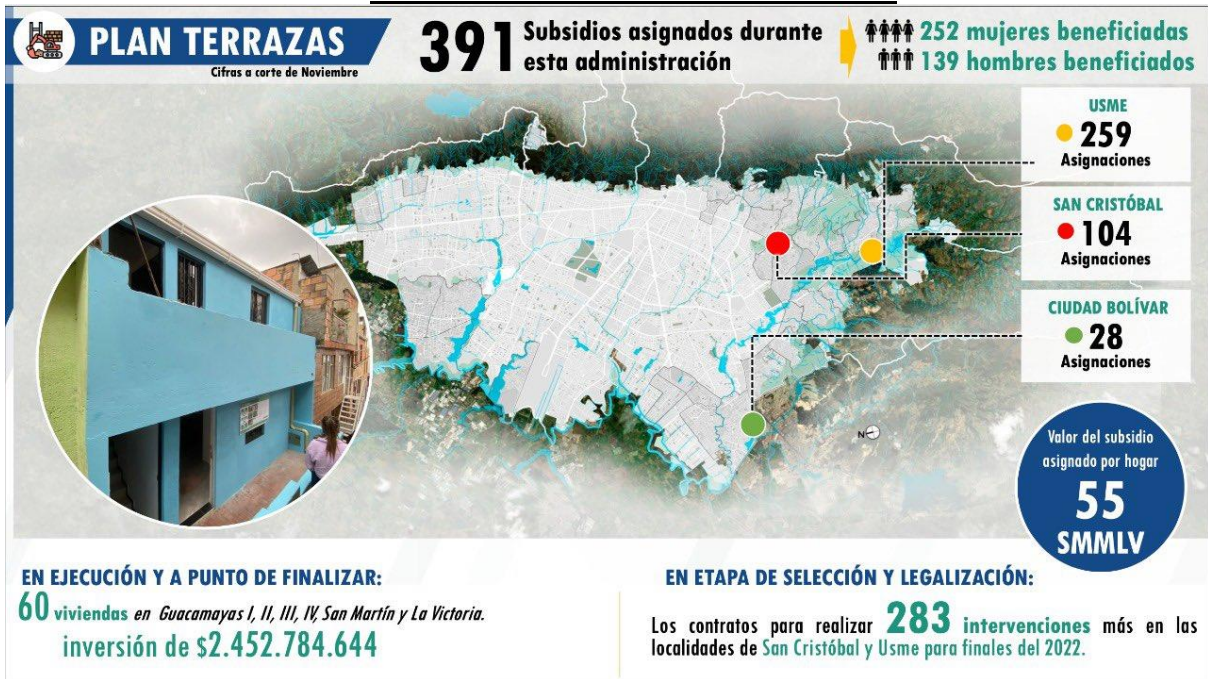 PLAN TERRAZAS
Cifras a corte de Noviembre
391 Subsidios asignados durante
esta administración
252 mujeres beneficiadas
139 hombres beneficiados
USME
259
Asignaciones
SAN CRISTÓBAL
104
Asignaciones
CIUDAD BOLÍVAR
28
Asignaciones
N
Valor del subsidio
asignado por hogar
55
SMMLV
EN EJECUCIÓN Y A PUNTO DE FINALIZAR:
60 viviendas en Guacamayas I, II, III, IV, San Martín y La Victoria.
inversión de $2.452.784.644
EN ETAPA DE SELECCIÓN Y LEGALIZACIÓN:
Los contratos para realizar 283 intervenciones más en las
localidades de San Cristóbal y Usme para finales del 2022.